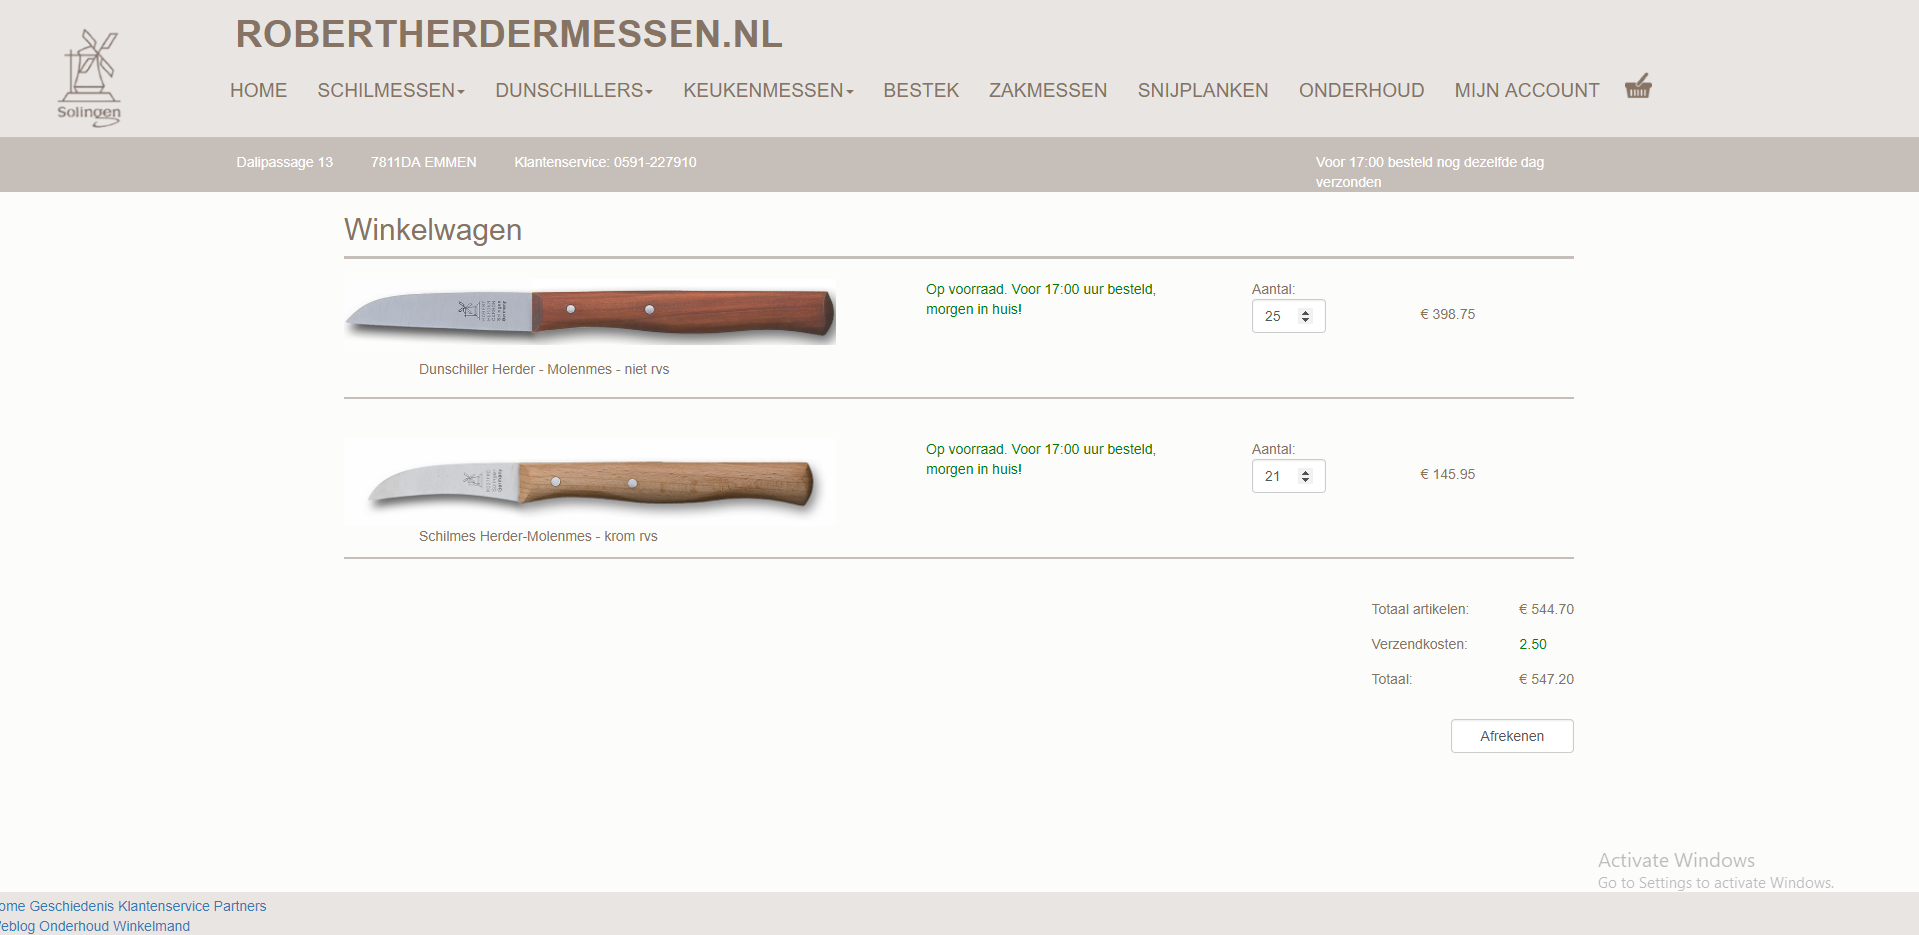 ROBERTHERDERMESSEN.NL
Solingen
HOME SCHILMESSEN DUNSCHILLERS KEUKENMESSEN BESTEK ZAKMESSEN SNIJPLANKEN ONDERHOUD MIJN ACCOUNT
Dalipassage 13 7811DA EMMEN Klantenservice: 0591-227910 Voor 17:00 besteld nog dezelfde dag
verzonden
Winkelwagen
Op voorraad. Voor 17:00 uur besteld,
morgen in huis!
Aantal:
25
€ 398.75
Dunschiller Herder - Molenmes - niet rvs
Op voorraad. Voor 17:00 uur besteld,
morgen in huis!
Aantal:
21
€ 145.95
Schilmes Herder-Molenmes - krom rvs
Totaal artikelen: € 544.70
Verzendkosten: 2.50
Totaal: € 547.20
Afrekenen
Activate Windows
Go to Settings to activate Windows.
ome Geschiedenis Klantenservice Partners
eblog Onderhoud Winkelmand